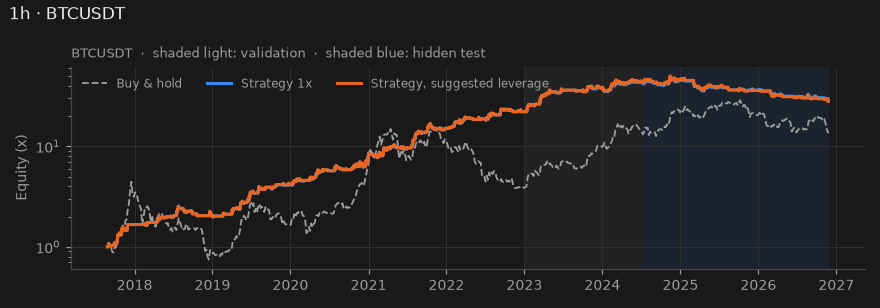 1h · BTCUSDT
BTCUSDT · shaded light: validation · shaded blue: hidden test
Buy & hold
Strategy 1x
Strategy, suggested leverage
Equity (x)
10¹
10⁰
2018
2019
2020
2021
2022
2023
2024
2025
2026
2027